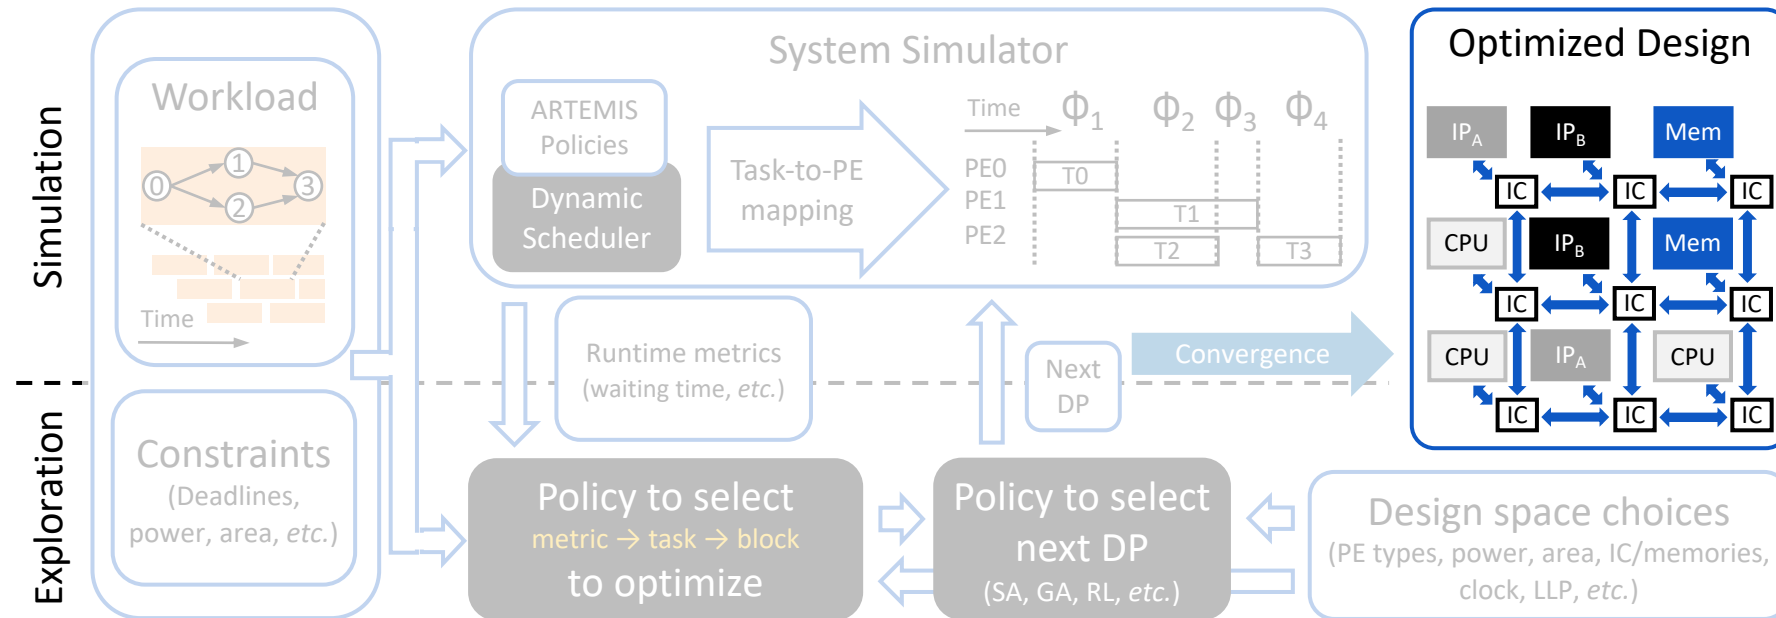 Simulation
Exploration
Workload
0
1
2
3
Time
Constraints
(Deadlines,
power, area, etc.)
System Simulator
ARTEMIS
Policies
Dynamic
Scheduler
Task-to-PE
mapping
Time
Φ1 Φ2 Φ3 Φ4
PE0
T0
PE1
T1
PE2
T2
T3
Runtime metrics
(waiting time, etc.)
Next
DP
Convergence
Policy to select
metric → task → block
to optimize
Policy to select
next DP
(SA, GA, RL, etc.)
Design space choices
(PE types, power, area, IC/memories,
clock, LLP, etc.)
Optimized Design
IPA IPB Mem
IC IC IC
CPU IPB Mem
IC IC IC
CPU IPA CPU
IC IC IC